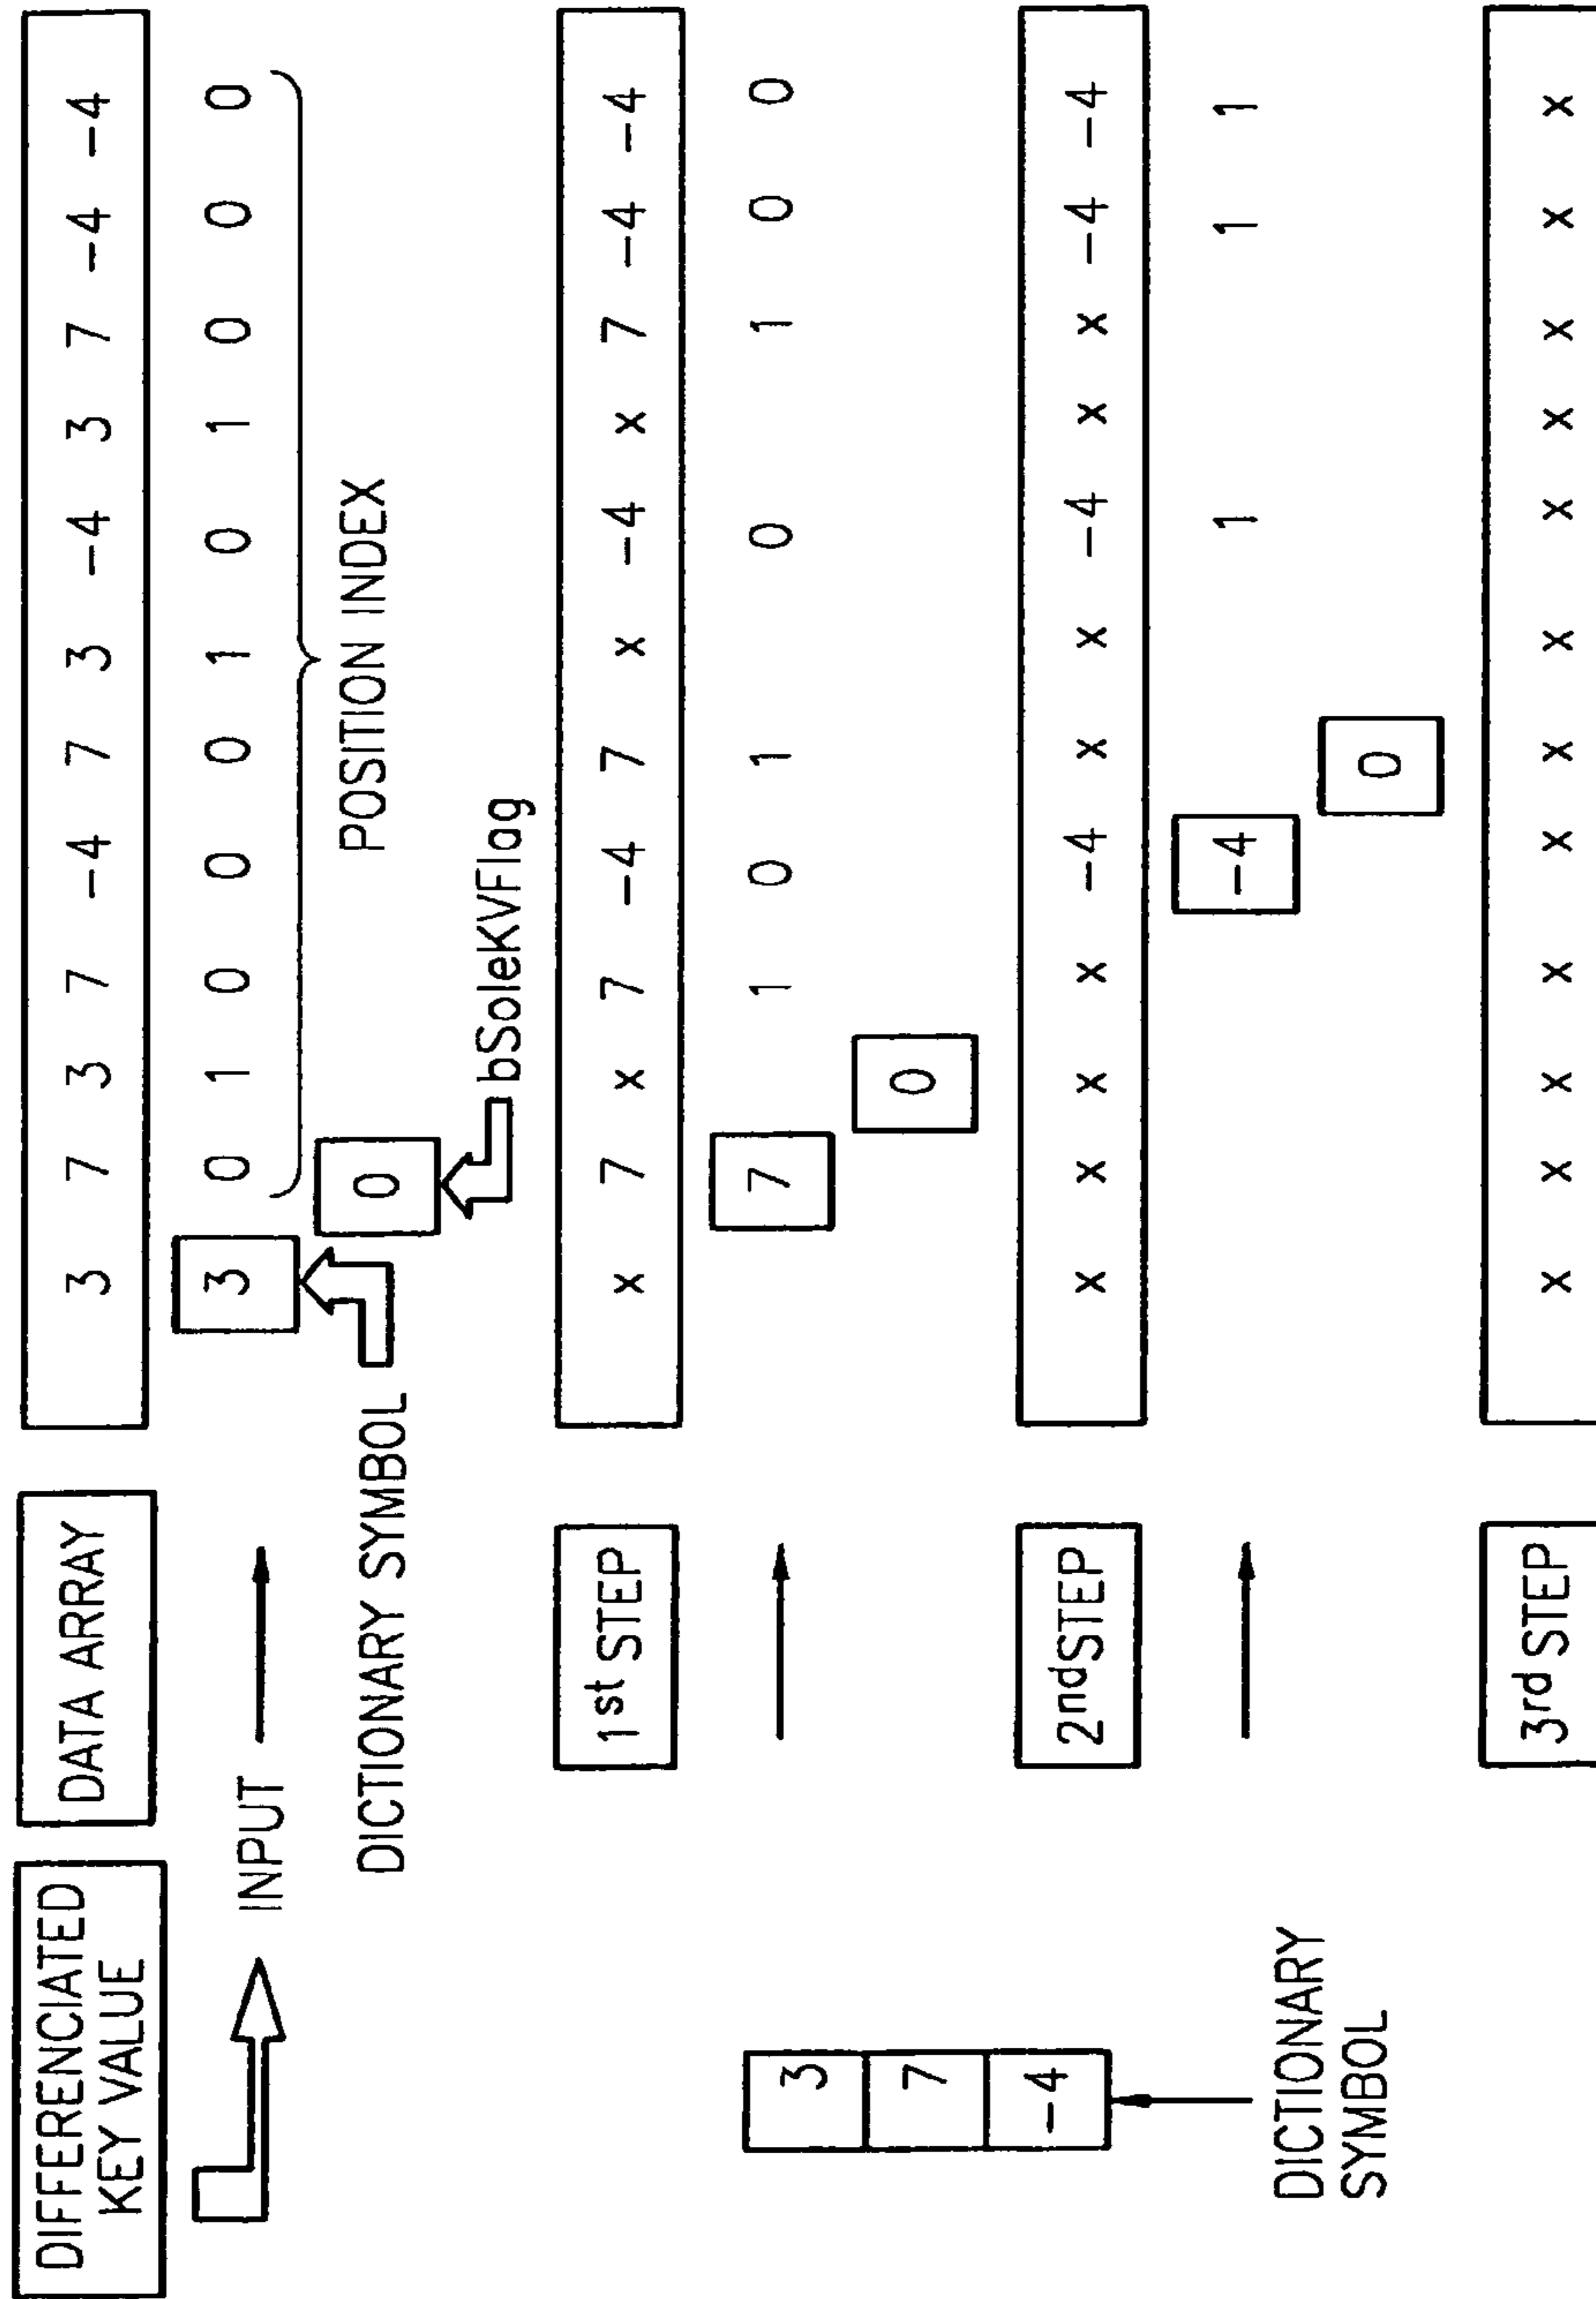 DIFFERENCIATED
KEY VALUE
DATA ARRAY
3 7 3 7 -4 7 3 -4 3 7 -4 -4
INPUT
3
0 1 0 0 0 1 0 1 0 0 0
0
POSITION INDEX
DICTIONARY SYMBOL
bSoleKVFlag
1st STEP
x 7 x 7 -4 7 x -4 x 7 -4 -4
7
1 0 1 0 1 0 0
0
3
7
-4
DICTIONARY
SYMBOL
2nd STEP
x x x x -4 x x -4 x x -4 -4
-4
1 1 1
0
3rd STEP
x x x x x x x x x x x x